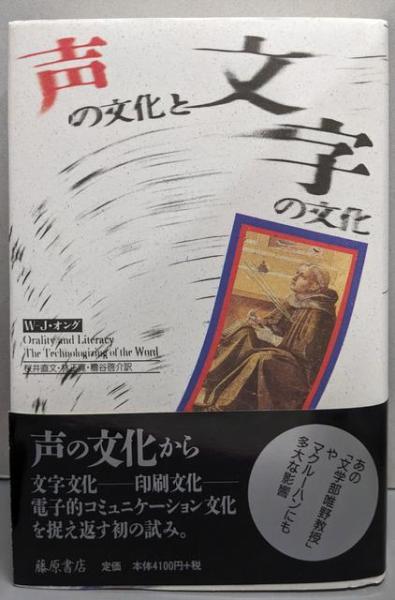 声の文化と
文字の文化
W-J・オング
Orality and Literacy
The Technologizing of the Word
桜井直文・林正寛・糟谷啓介訳
声の文化から
文字文化——印刷文化——
電子的コミュニケーション文化
を捉え返す初の試み。
あの
「文学部唯野教授」
や
マクルーハンにも
多大な影響
藤原書店 定価 本体4100円+税